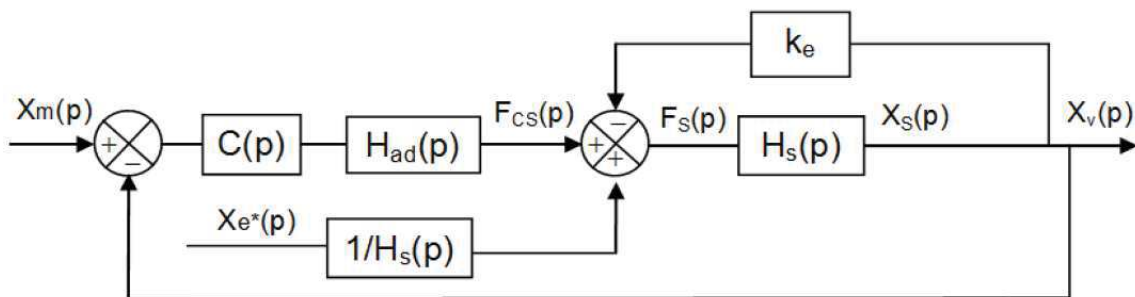 kₑ
Xm(p)
+
−
C(p)
Had(p)
FCS(p)
−
+
+
FS(p)
Hs(p)
XS(p)
Xv(p)
Xe*(p)
1/Hs(p)